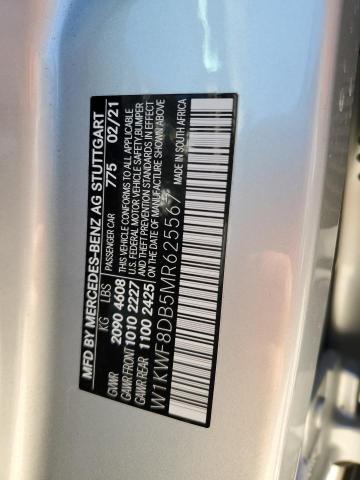 MFD BY MERCEDES-BENZ AG STUTTGART
KG LBS PASSENGER CAR 775 02/21
GVWR 2090 4608 THIS VEHICLE CONFORMS TO ALL APPLICABLE
GAWR FRONT 1010 2227 U.S. FEDERAL MOTOR VEHICLE SAFETY, BUMPER
GAWR REAR 1100 2425 AND THEFT PREVENTION STANDARDS IN EFFECT
ON THE DATE OF MANUFACTURE SHOWN ABOVE
W1KWF8DB5MR625567
MADE IN SOUTH AFRICA